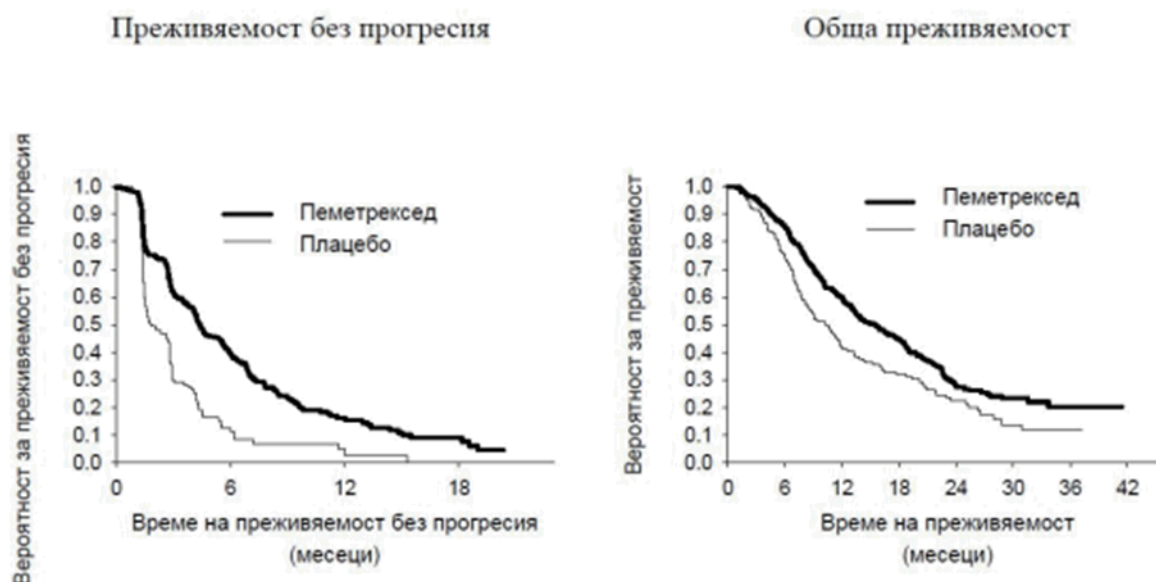 Преживяемост без прогресия
Обща преживяемост
Вероятност за преживяемост без прогресия
1.0
0.9
0.8
0.7
0.6
0.5
0.4
0.3
0.2
0.1
0.0
Пеметрексед
Плацебо
0 6 12 18
Време на преживяемост без прогресия
(месеци)
Вероятност за преживяемост
1.0
0.9
0.8
0.7
0.6
0.5
0.4
0.3
0.2
0.1
0.0
Пеметрексед
Плацебо
0 6 12 18 24 30 36 42
Време на преживяемост
(месеци)